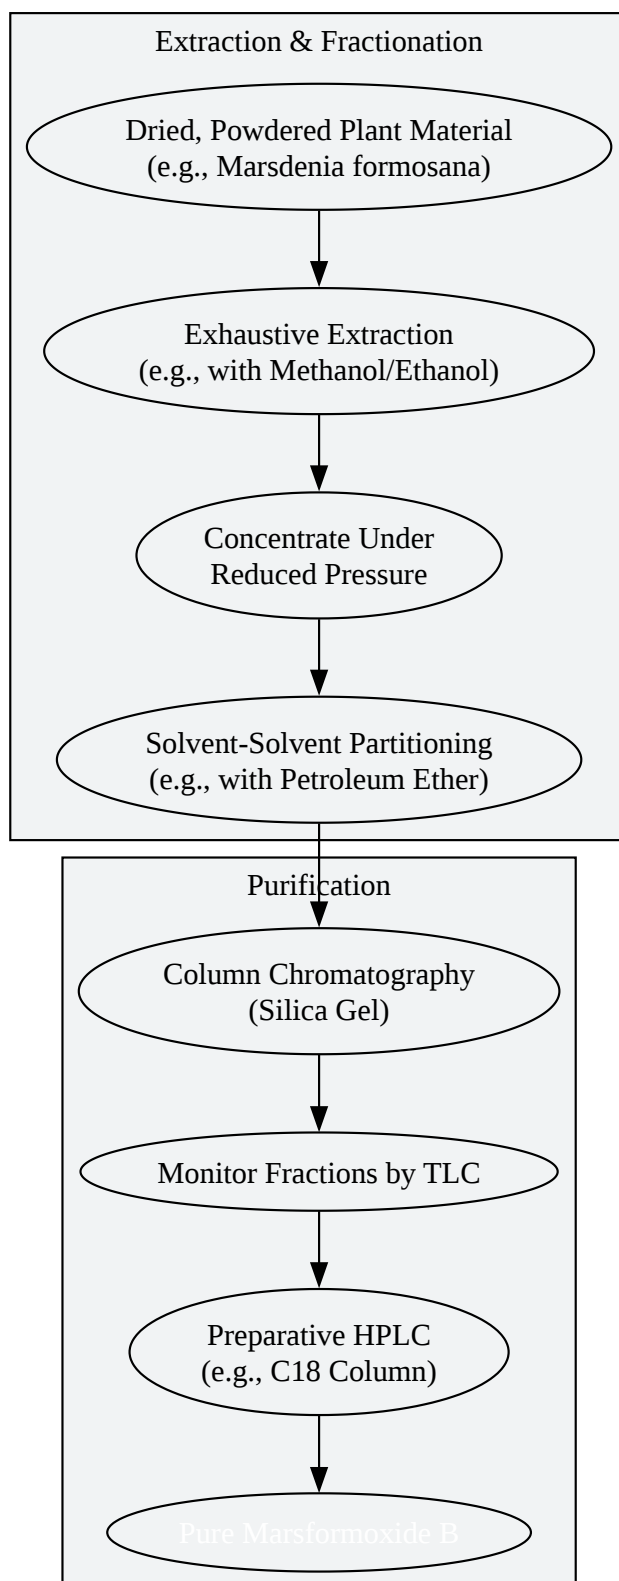 Extraction & Fractionation
Dried, Powdered Plant Material
(e.g., Marsdenia formosana)
Exhaustive Extraction
(e.g., with Methanol/Ethanol)
Concentrate Under
Reduced Pressure
Solvent-Solvent Partitioning
(e.g., with Petroleum Ether)
Purification
Column Chromatography
(Silica Gel)
Monitor Fractions by TLC
Preparative HPLC
(e.g., C18 Column)
Pure Marsformoxide B